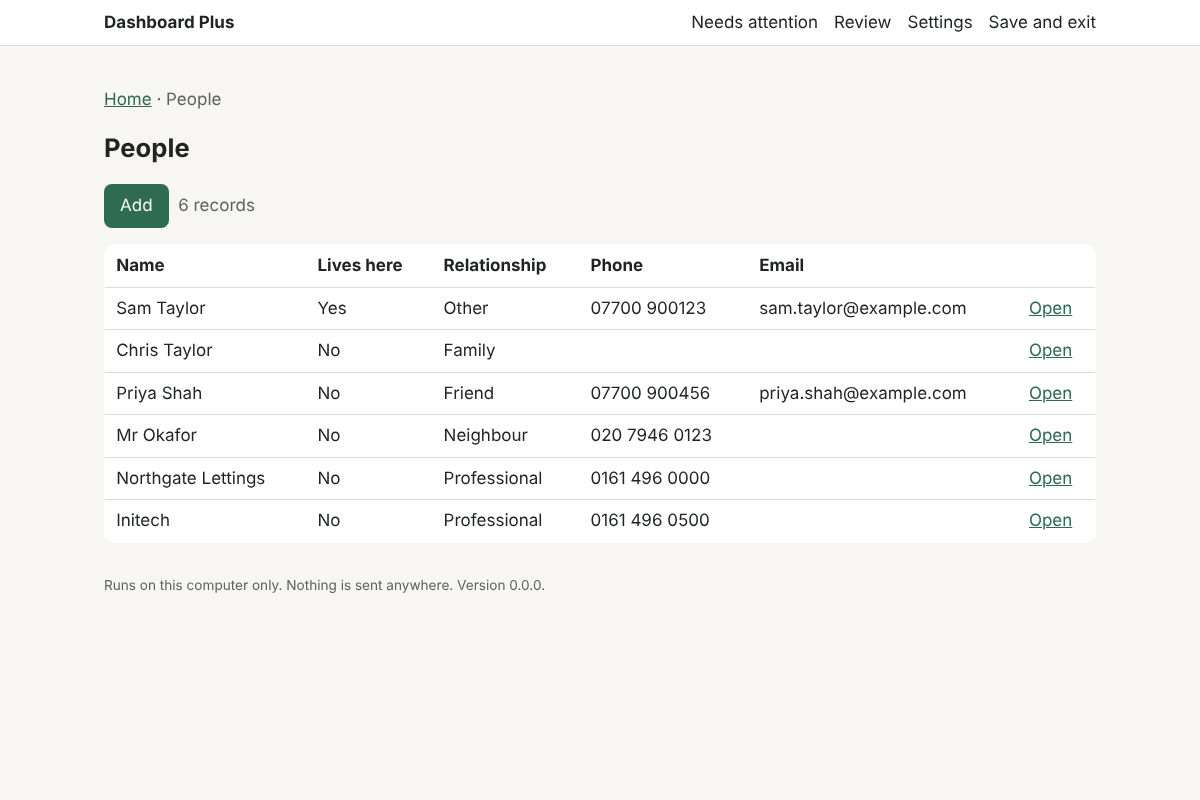 Dashboard Plus Needs attention Review Settings Save and exit
Home · People
People
Add 6 records
Name Lives here Relationship Phone Email
Sam Taylor Yes Other 07700 900123 sam.taylor@example.com Open
Chris Taylor No Family Open
Priya Shah No Friend 07700 900456 priya.shah@example.com Open
Mr Okafor No Neighbour 020 7946 0123 Open
Northgate Lettings No Professional 0161 496 0000 Open
Initech No Professional 0161 496 0500 Open
Runs on this computer only. Nothing is sent anywhere. Version 0.0.0.